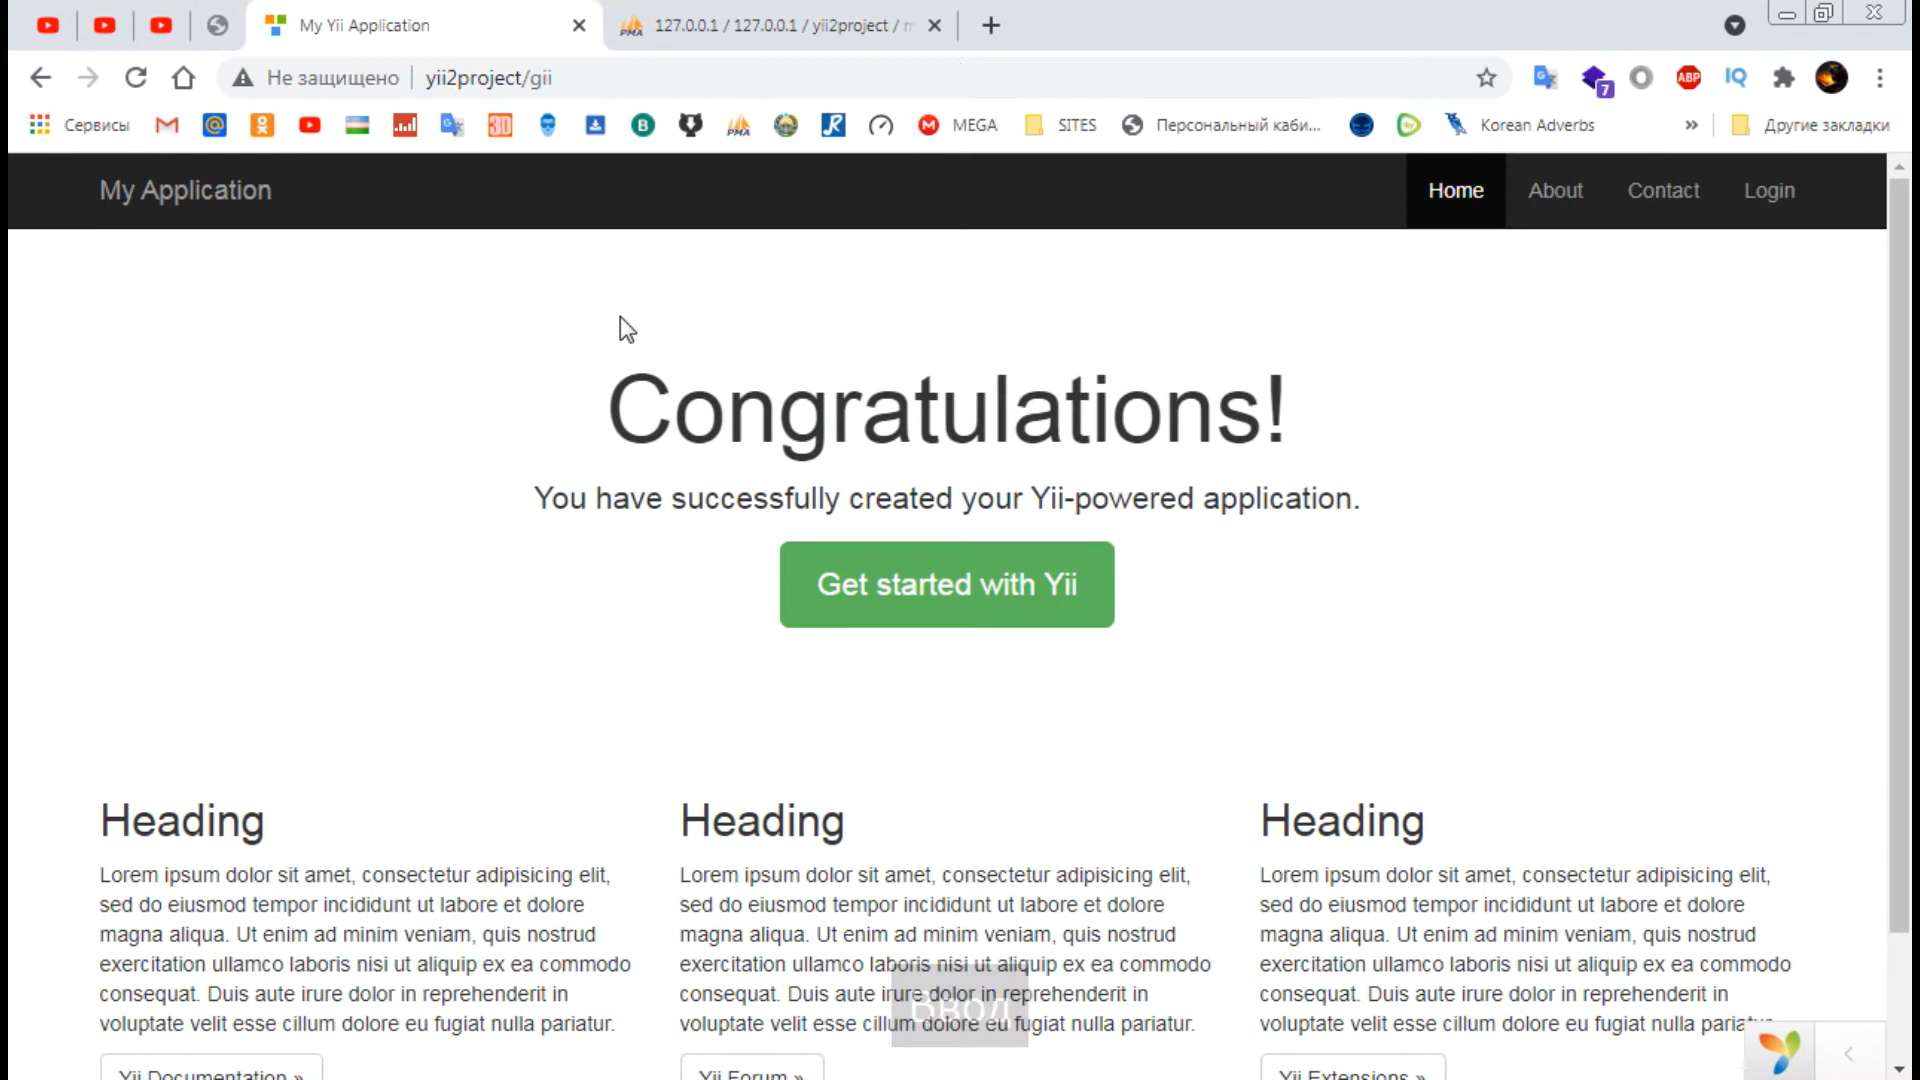 My Yii Application
127.0.0.1 / 127.0.0.1 / yii2project /
Не защищено
yii2project/gii
7
ABP
IQ
Сервисы
PMA
MEGA
SITES
Персональный каби...
Korean Adverbs
»
Другие закладки
My Application
Home
About
Contact
Login
Congratulations!
You have successfully created your Yii-powered application.
Get started with Yii
Heading
Lorem ipsum dolor sit amet, consectetur adipisicing elit,
sed do eiusmod tempor incididunt ut labore et dolore
magna aliqua. Ut enim ad minim veniam, quis nostrud
exercitation ullamco laboris nisi ut aliquip ex ea commodo
consequat. Duis aute irure dolor in reprehenderit in
voluptate velit esse cillum dolore eu fugiat nulla pariatur.
Yii Documentation »
Heading
Lorem ipsum dolor sit amet, consectetur adipisicing elit,
sed do eiusmod tempor incididunt ut labore et dolore
magna aliqua. Ut enim ad minim veniam, quis nostrud
exercitation ullamco laboris nisi ut aliquip ex ea commodo
consequat. Duis aute irure dolor in reprehenderit in
voluptate velit esse cillum dolore eu fugiat nulla pariatur.
Yii Forum »
Heading
Lorem ipsum dolor sit amet, consectetur adipisicing elit,
sed do eiusmod tempor incididunt ut labore et dolore
magna aliqua. Ut enim ad minim veniam, quis nostrud
exercitation ullamco laboris nisi ut aliquip ex ea commodo
consequat. Duis aute irure dolor in reprehenderit in
voluptate velit esse cillum dolore eu fugiat nulla
Yii Extensions »
Ввод